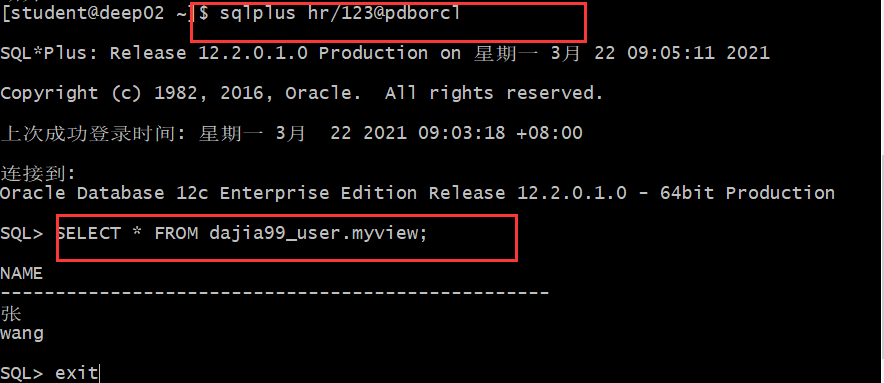 [student@deep02 ~]$ sqlplus hr/123@pdborcl
SQL*Plus: Release 12.2.0.1.0 Production on 星期一 3月 22 09:05:11 2021
Copyright (c) 1982, 2016, Oracle.  All rights reserved.
上次成功登录时间: 星期一 3月  22 2021 09:03:18 +08:00
连接到:
Oracle Database 12c Enterprise Edition Release 12.2.0.1.0 - 64bit Production
SQL> SELECT * FROM dajia99_user.myview;
NAME
--------------------------------------------------
张
wang
SQL> exit